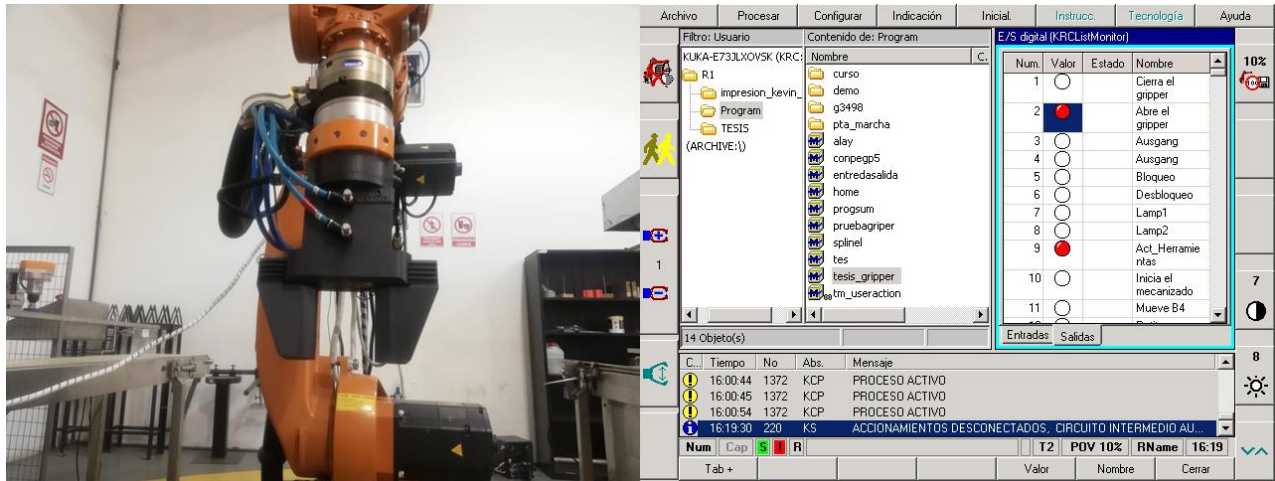 Archivo Procesar Configurar Indicación Inicial. Instrucc. Tecnología Ayuda
Filtro: Usuario
KUKA-E73JLXOVSK (KRC:
R1
impresion_kevin_
Program
TESIS
(ARCHIVE:\)
Contenido de: Program
Nombre C.
curso
demo
g3498
pta_marcha
alay
conpegp5
entredasalida
home
progsum
pruebagriper
splinel
tes
tesis_gripper
tm_useraction
14 Objeto(s)
E/S digital (KRCListMonitor)
Num. Valor Estado Nombre
1 Cierra el
gripper
2 Abre el
gripper
3 Ausgang
4 Ausgang
5 Bloqueo
6 Desbloqueo
7 Lamp1
8 Lamp2
9 Act_Herramie
ntas
10 Inicia el
mecanizado
11 Mueve B4
Entradas Salidas
10%
1
7
8
C... Tiempo No Abs. Mensaje
16:00:44 1372 KCP PROCESO ACTIVO
16:00:45 1372 KCP PROCESO ACTIVO
16:00:54 1372 KCP PROCESO ACTIVO
16:19:30 220 KS ACCIONAMIENTOS DESCONECTADOS, CIRCUITO INTERMEDIO AU...
Num Cap S I R T2 POV 10% RName 16:19
Tab + Valor Nombre Cerrar